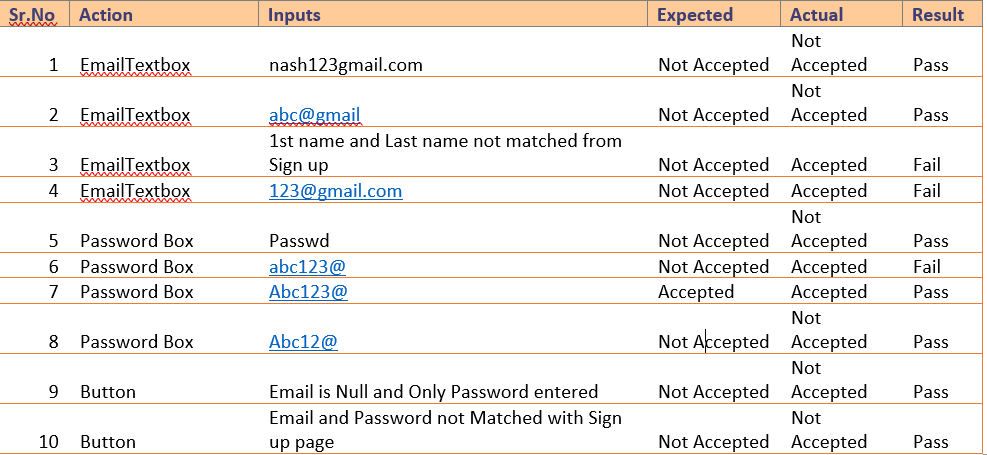 Sr.No Action Inputs Expected Actual Result
Not
1 EmailTextbox nash123gmail.com Not Accepted Accepted Pass
Not
2 EmailTextbox abc@gmail Not Accepted Accepted Pass
1st name and Last name not matched from
3 EmailTextbox Sign up Not Accepted Accepted Fail
4 EmailTextbox 123@gmail.com Not Accepted Accepted Fail
Not
5 Password Box Passwd Not Accepted Accepted Pass
6 Password Box abc123@ Not Accepted Accepted Fail
7 Password Box Abc123@ Accepted Accepted Pass
Not
8 Password Box Abc12@ Not Accepted Accepted Pass
Not
9 Button Email is Null and Only Password entered Not Accepted Accepted Pass
Email and Password not Matched with Sign Not
10 Button up page Not Accepted Accepted Pass